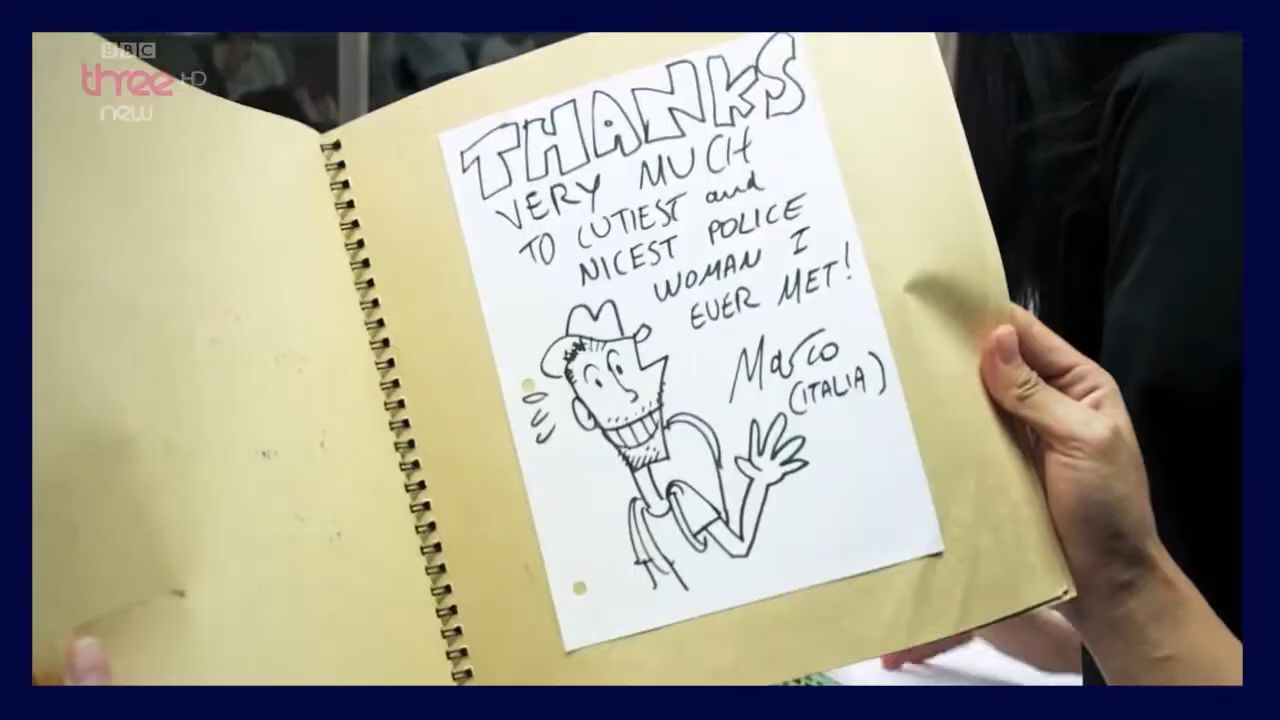 BBC
three HD
new
THANKS
VERY MUCH
TO CUTIEST and
NICEST POLICE
WOMAN I
EVER MET!
Marco
(ITALIA)